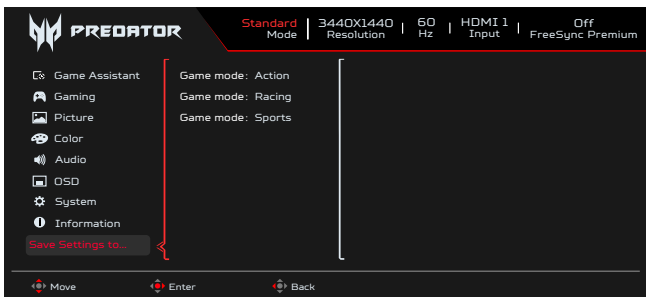 PREDATOR
Standard Mode
3440X1440 Resolution
60 Hz
HDMI 1 Input
Off FreeSync Premium
Game Assistant
Gaming
Picture
Color
Audio
OSD
System
Information
Save Settings to...
Game mode: Action
Game mode: Racing
Game mode: Sports
Move
Enter
Back